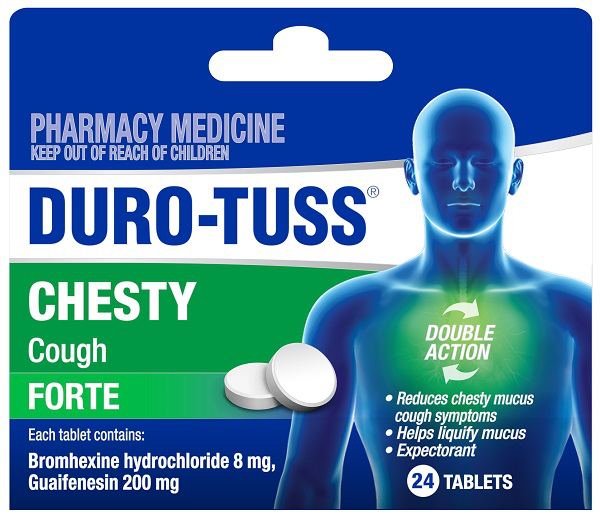 PHARMACY MEDICINE
KEEP OUT OF REACH OF CHILDREN
DURO-TUSS®
CHESTY
Cough
FORTE
Each tablet contains:
Bromhexine hydrochloride 8 mg,
Guaifenesin 200 mg
DOUBLE
ACTION
• Reduces chesty mucus
cough symptoms
• Helps liquify mucus
• Expectorant
24 TABLETS